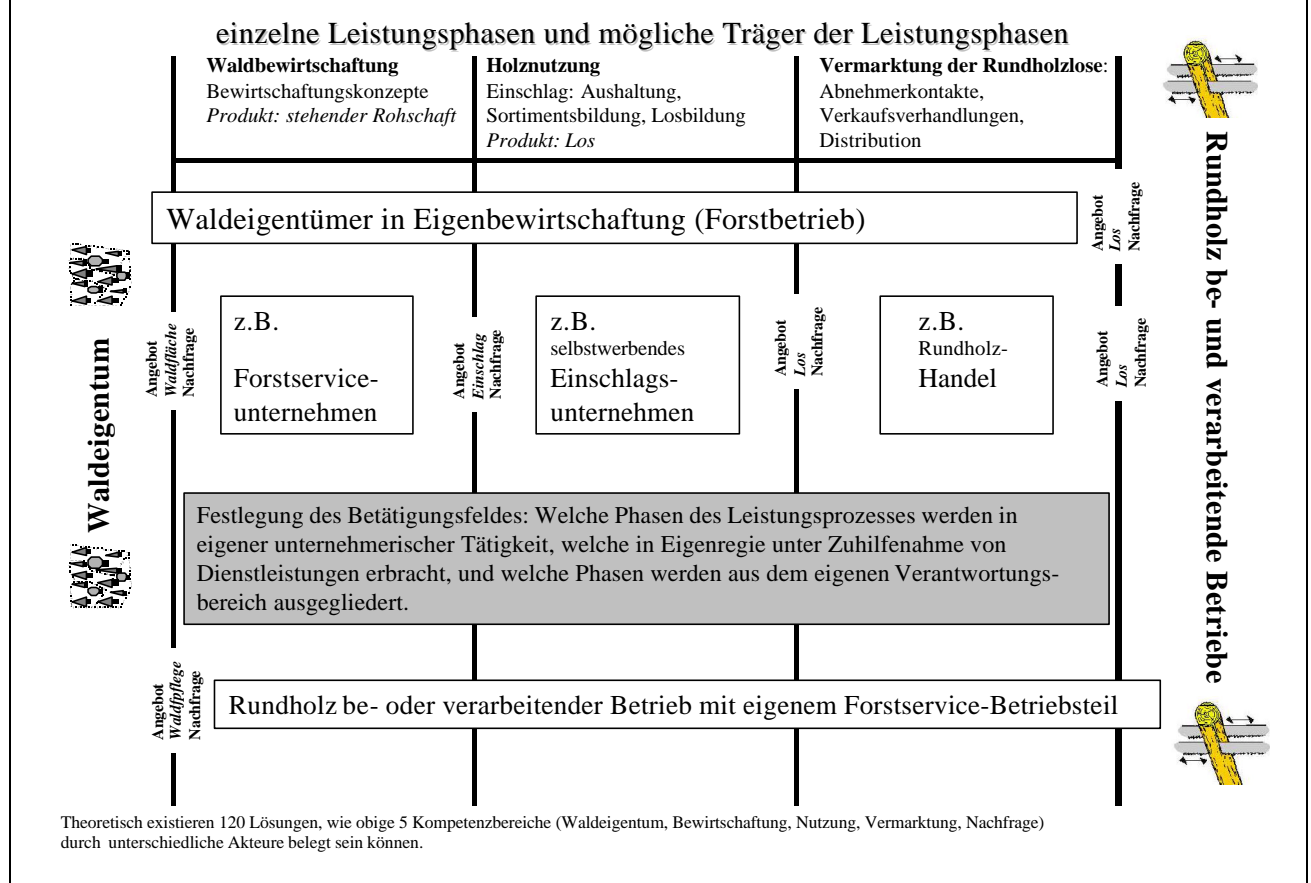 einzelne Leistungsphasen und mögliche Träger der Leistungsphasen
Waldbewirtschaftung
Bewirtschaftungskonzepte
Produkt: stehender Rohschaft
Holznutzung
Einschlag: Aushaltung,
Sortimentsbildung, Losbildung
Produkt: Los
Vermarktung der Rundholzlose:
Abnehmerkontakte,
Verkaufsverhandlungen,
Distribution
Waldeigentümer in Eigenbewirtschaftung (Forstbetrieb)
Angebot
Los
Nachfrage
Waldeigentum
Angebot
Waldfläche
Nachfrage
z.B.
Forstservice-
unternehmen
Angebot
Einschlag
Nachfrage
z.B.
selbstwerbendes
Einschlags-
unternehmen
Angebot
Los
Nachfrage
z.B.
Rundholz-
Handel
Angebot
Los
Nachfrage
Rundholz be- und verarbeitende Betriebe
Festlegung des Betätigungsfeldes: Welche Phasen des Leistungsprozesses werden in
eigener unternehmerischer Tätigkeit, welche in Eigenregie unter Zuhilfenahme von
Dienstleistungen erbracht, und welche Phasen werden aus dem eigenen Verantwortungs-
bereich ausgegliedert.
Angebot
Waldfpflege
Nachfrage
Rundholz be- oder verarbeitender Betrieb mit eigenem Forstservice-Betriebsteil
Theoretisch existieren 120 Lösungen, wie obige 5 Kompetenzbereiche (Waldeigentum, Bewirtschaftung, Nutzung, Vermarktung, Nachfrage)
durch unterschiedliche Akteure belegt sein können.